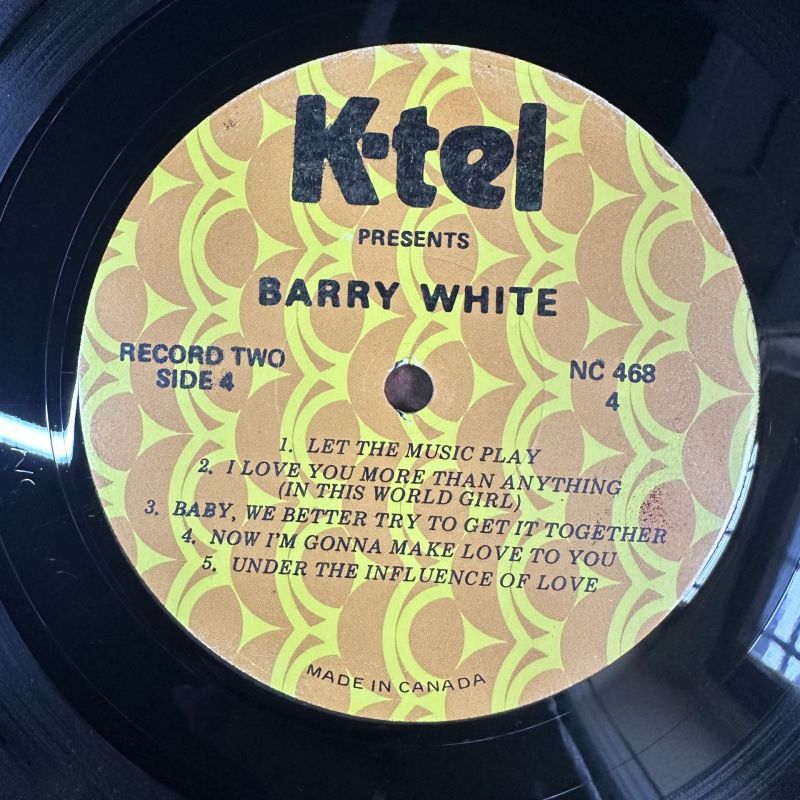 K-tel
PRESENTS
BARRY WHITE
RECORD TWO
SIDE 4
NC 468
4
1. LET THE MUSIC PLAY
2. I LOVE YOU MORE THAN ANYTHING
(IN THIS WORLD GIRL)
3. BABY, WE BETTER TRY TO GET IT TOGETHER
4. NOW I'M GONNA MAKE LOVE TO YOU
5. UNDER THE INFLUENCE OF LOVE
MADE IN CANADA